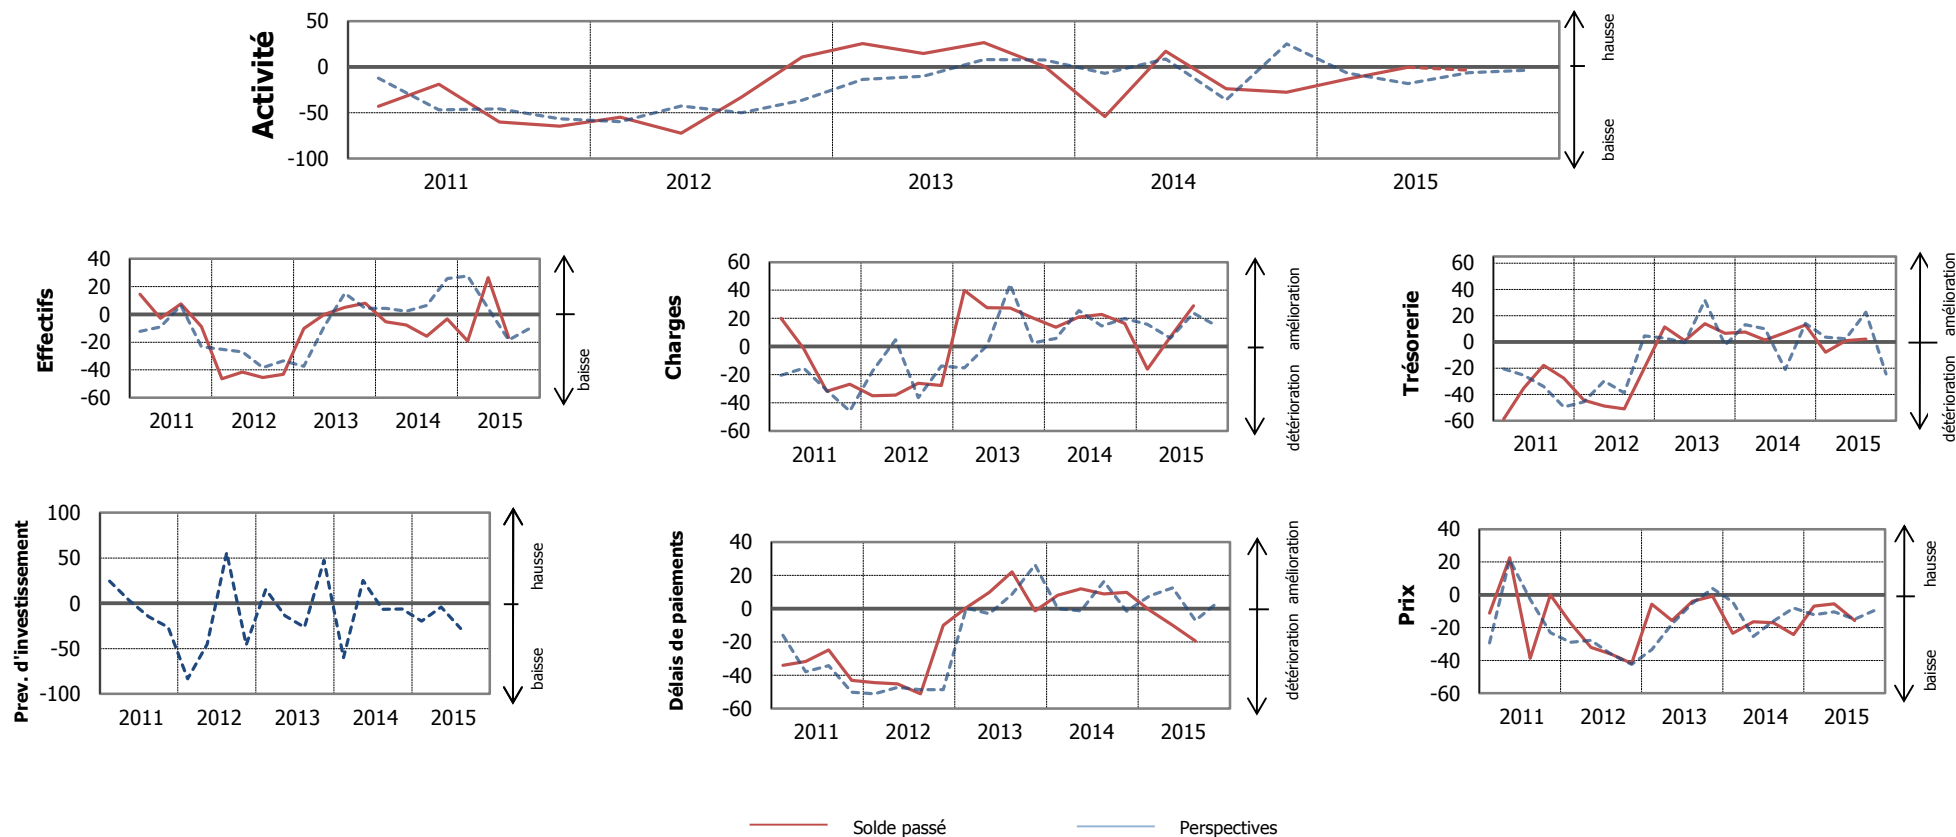 Activité
50
0
-50
-100
2011 2012 2013 2014 2015
hausse
baisse
Effectifs
40
20
0
-20
-40
-60
2011 2012 2013 2014 2015
baisse
Charges
60
40
20
0
-20
-40
-60
2011 2012 2013 2014 2015
amélioration
détérioration
Trésorerie
60
40
20
0
-20
-40
-60
2011 2012 2013 2014 2015
amélioration
détérioration
Prev. d'investissement
100
50
0
-50
-100
2011 2012 2013 2014 2015
hausse
baisse
Délais de paiements
40
20
0
-20
-40
-60
2011 2012 2013 2014 2015
amélioration
détérioration
Prix
40
20
0
-20
-40
-60
2011 2012 2013 2014 2015
hausse
baisse
Solde passé
Perspectives